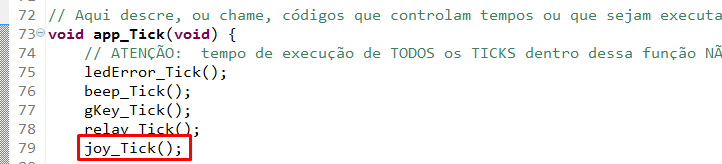 72 // Aqui descre, ou chame, códigos que controlam tempos ou que sejam executa
73 void app_Tick(void) {
74 // ATENÇÃO: tempo de execução de TODOS os TICKS dentro dessa função NÃ
75 ledError_Tick();
76 beep_Tick();
77 gKey_Tick();
78 relay_Tick();
79 joy_Tick();